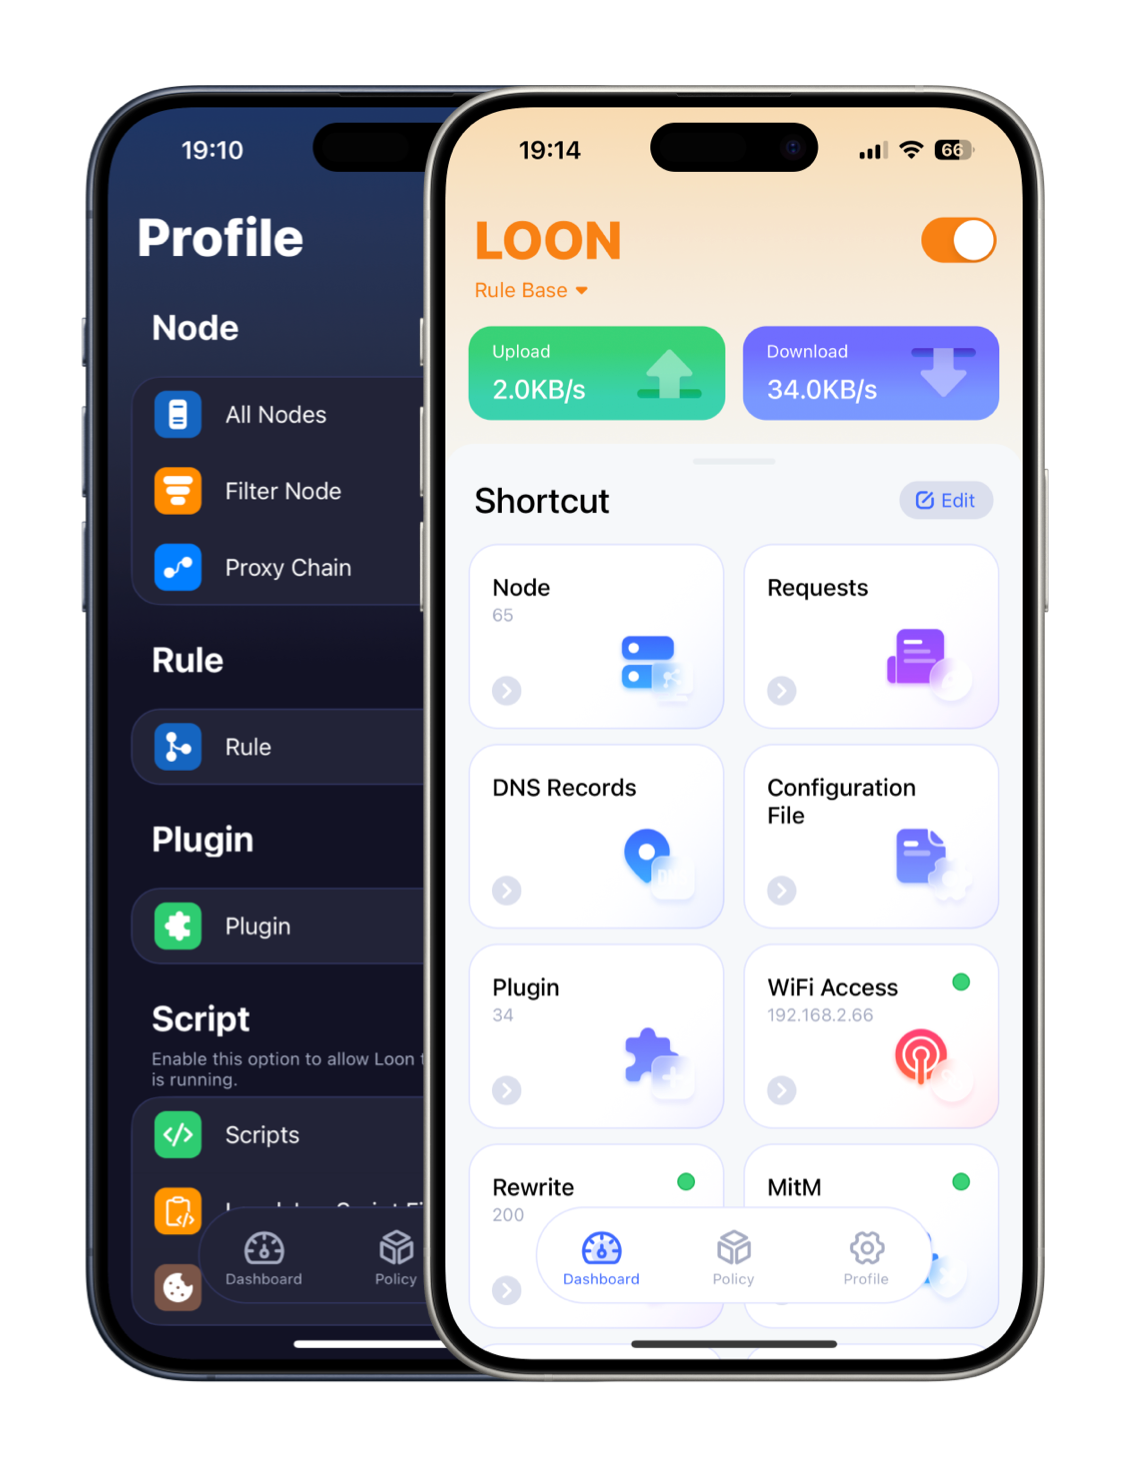 19:10
Profile
Node
All Nodes
Filter Node
Proxy Chain
Rule
Rule
Plugin
Plugin
Script
Enable this option to allow Loon
is running.
Scripts
Dashboard
Policy
19:14
66
LOON
Rule Base
Upload
2.0KB/s
Download
34.0KB/s
Shortcut
Edit
Node
65
Requests
DNS Records
Configuration
File
Plugin
34
WiFi Access
192.168.2.66
Rewrite
200
MitM
Dashboard
Policy
Profile